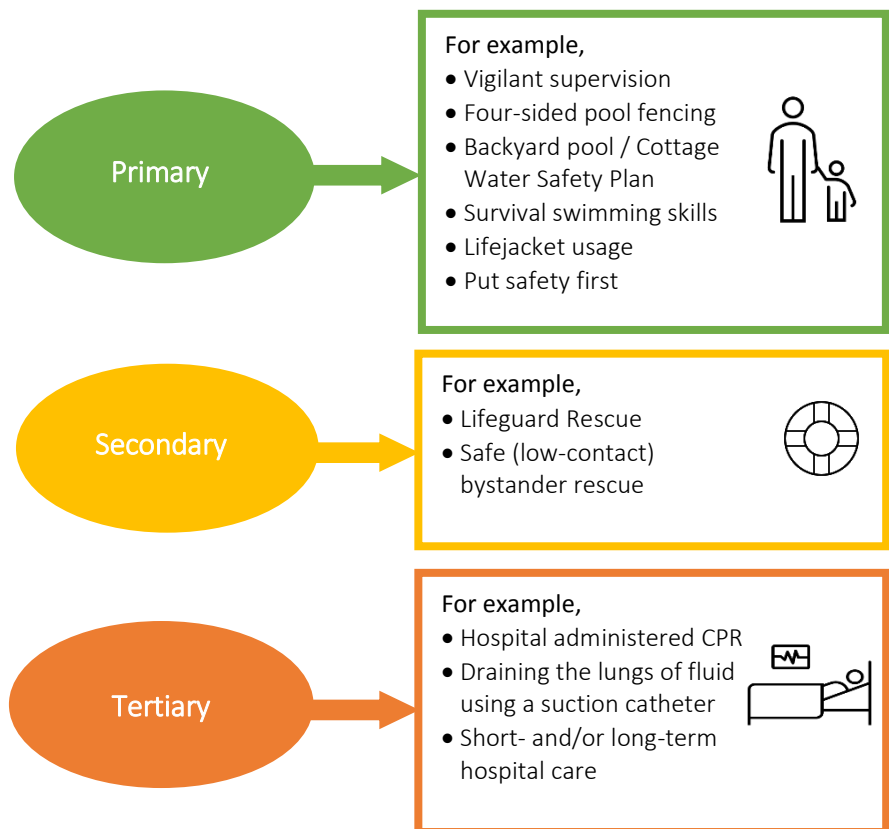 Primary
For example,
• Vigilant supervision
• Four-sided pool fencing
• Backyard pool / Cottage
Water Safety Plan
• Survival swimming skills
• Lifejacket usage
• Put safety first
Secondary
For example,
• Lifeguard Rescue
• Safe (low-contact)
bystander rescue
Tertiary
For example,
• Hospital administered CPR
• Draining the lungs of fluid
using a suction catheter
• Short- and/or long-term
hospital care